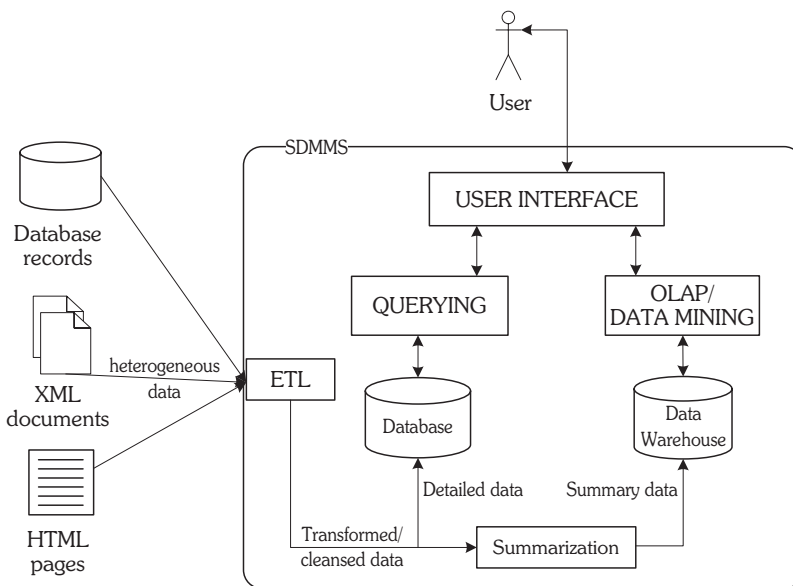 User
SDMMS
USER INTERFACE
Database
records
QUERYING
OLAP/
DATA MINING
XML
documents
heterogeneous
data
ETL
Database
Data
Warehouse
HTML
pages
Detailed data
Summary data
Transformed/
cleansed data
Summarization